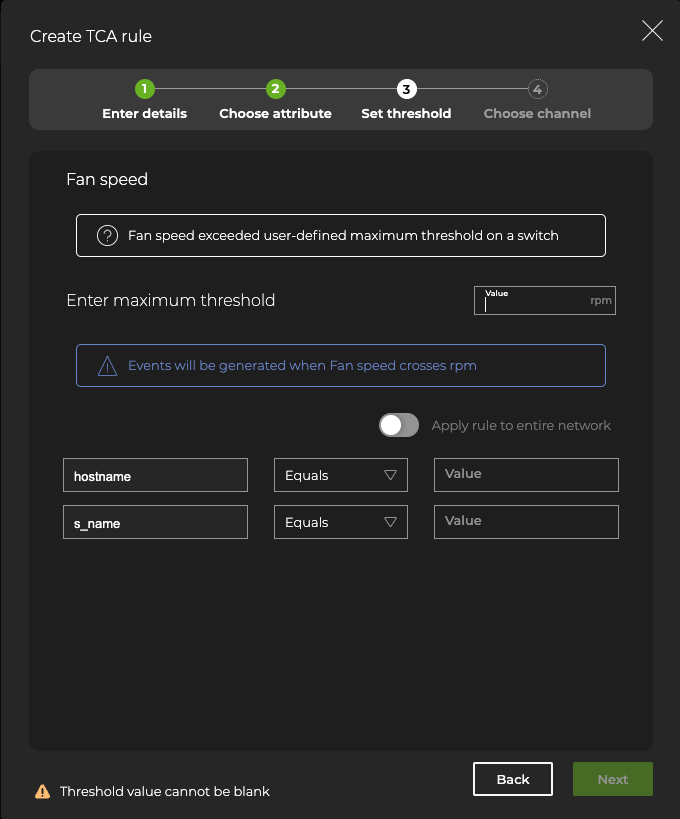 Create TCA rule
1 2 3 4
Enter details Choose attribute Set threshold Choose channel
Fan speed
? Fan speed exceeded user-defined maximum threshold on a switch
Value
Enter maximum threshold rpm
Events will be generated when Fan speed crosses rpm
Apply rule to entire network
hostname Equals Value
s_name Equals Value
Back Next
Threshold value cannot be blank